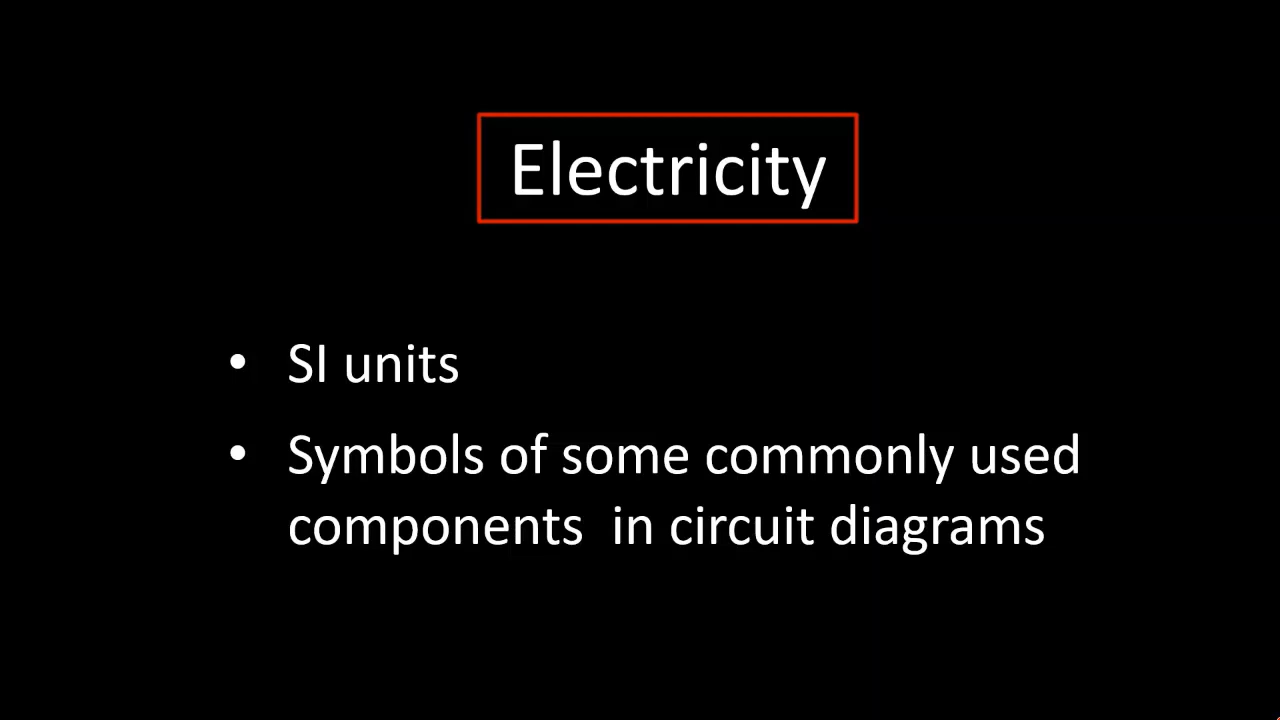 Electricity
• SI units
• Symbols of some commonly used
components  in circuit diagrams